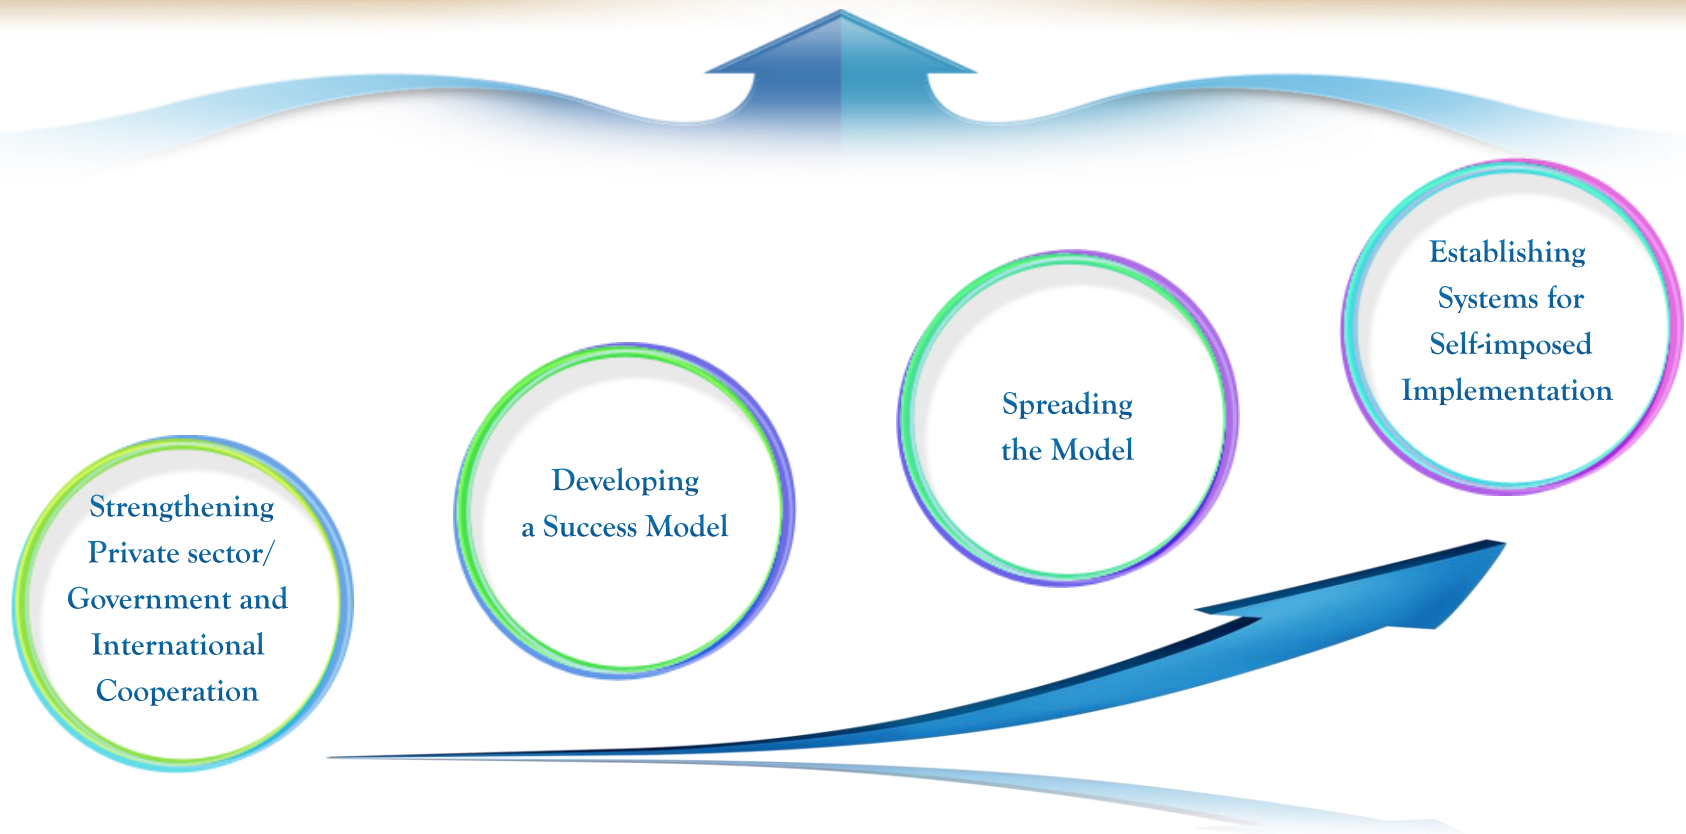 Strengthening
Private sector/
Government and
International
Cooperation
Developing
a Success Model
Spreading
the Model
Establishing
Systems for
Self-imposed
Implementation